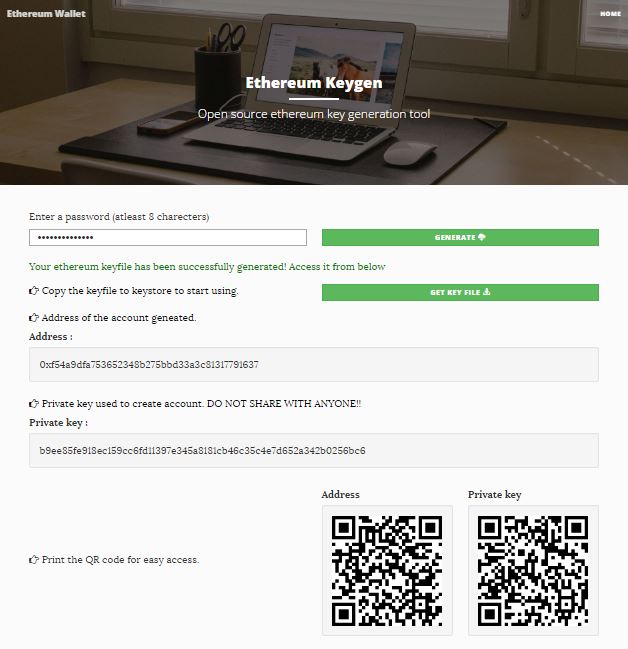 Ethereum Wallet
HOME
Ethereum Keygen
Open source ethereum key generation tool
Enter a password (atleast 8 charecters)
••••••••••••••
GENERATE
Your ethereum keyfile has been successfully generated! Access it from below
Copy the keyfile to keystore to start using.
GET KEY FILE
Address of the account geneated.
Address :
0xf54a9dfa753652348b275bbd33a3c81317791637
Private key used to create account. DO NOT SHARE WITH ANYONE!!
Private key :
b9ee85fe918ec159cc6fd11397e345a8181cb46c35c4e7d652a342b0256bc6
Address
Private key
Print the QR code for easy access.